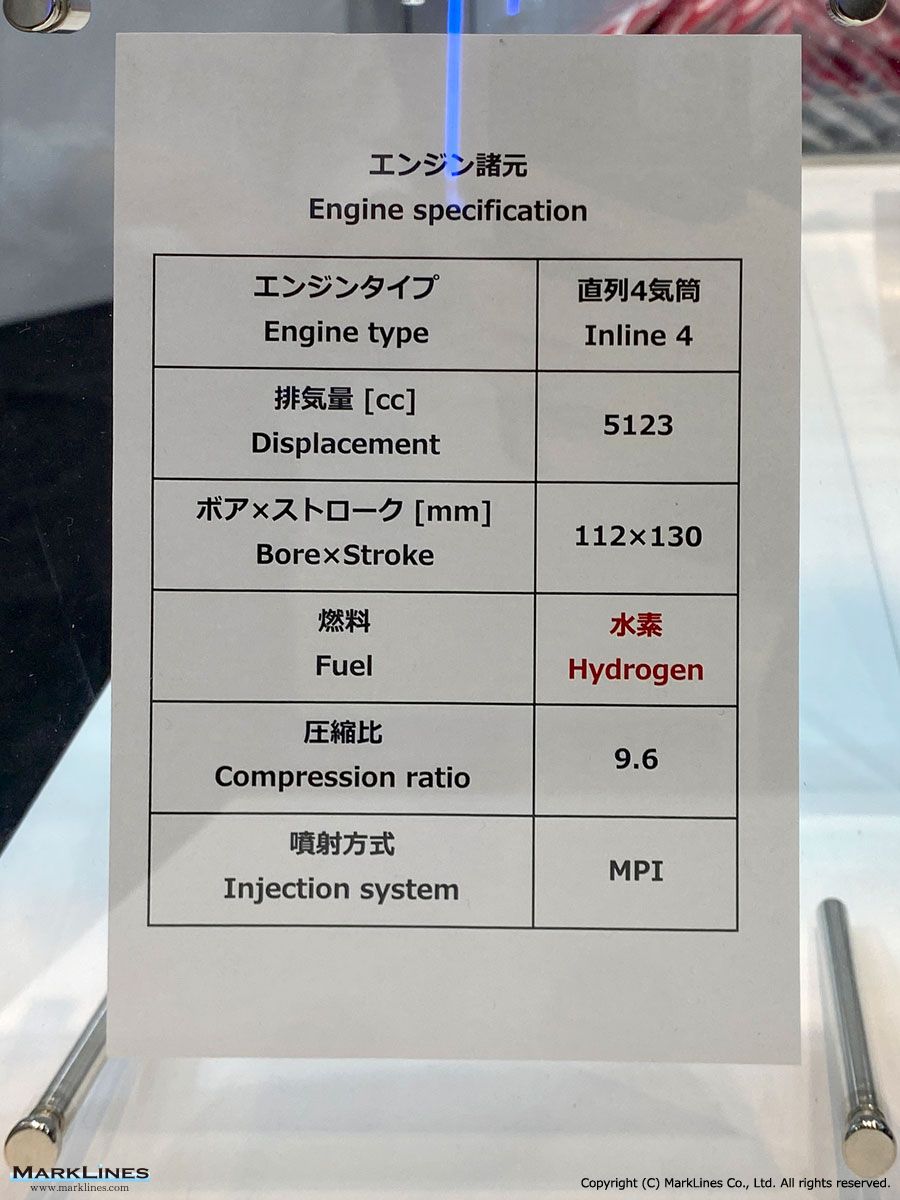 エンジン諸元
Engine specification
エンジンタイプ
Engine type
直列4気筒
Inline 4
排気量 [cc]
Displacement
5123
ボア×ストローク [mm]
Bore×Stroke
112×130
燃料
Fuel
水素
Hydrogen
圧縮比
Compression ratio
9.6
噴射方式
Injection system
MPI
MARKLINES
www.marklines.com
Copyright (C) MarkLines Co., Ltd. All rights reserved.